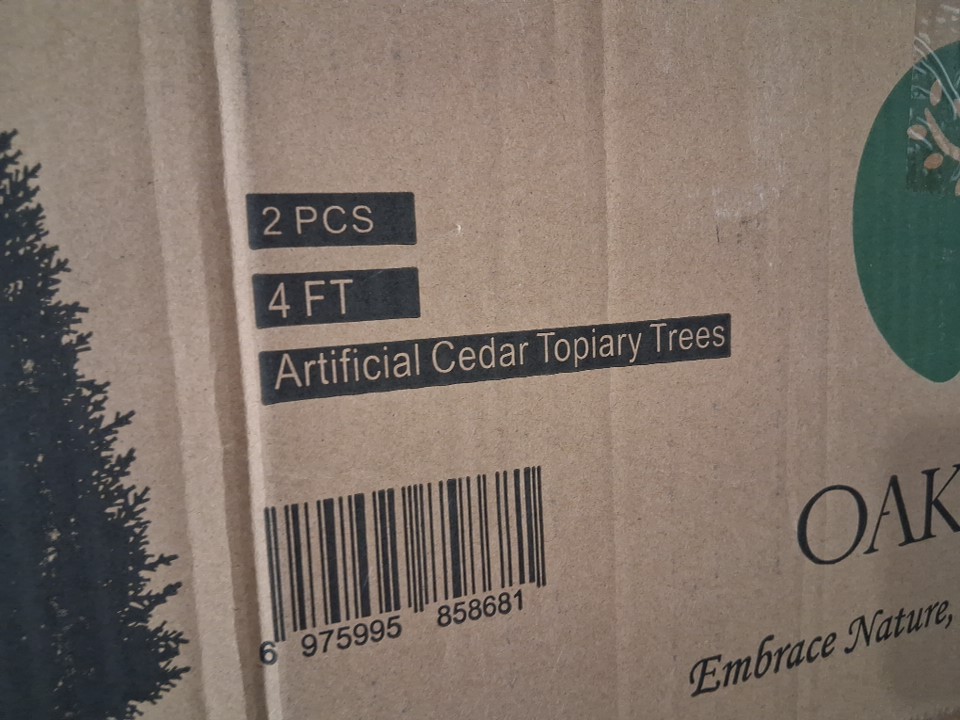 2 PCS
4 FT
Artificial Cedar Topiary Trees
6 975995 858681
OAK
Embrace Nature,